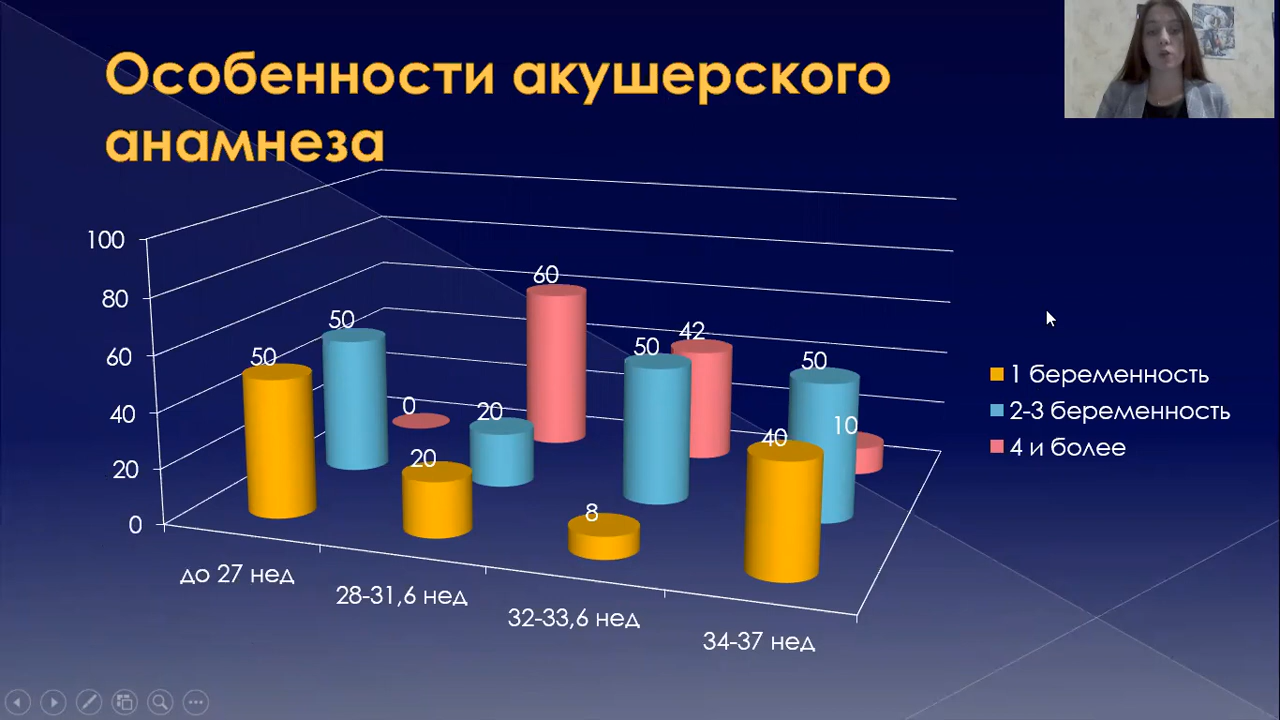 Особенности акушерского
анамнеза
100
80
60
40
20
0
50
50
0
20
20
60
8
50
42
40
50
10
до 27 нед
28-31,6 нед
32-33,6 нед
34-37 нед
1 беременность
2-3 беременность
4 и более